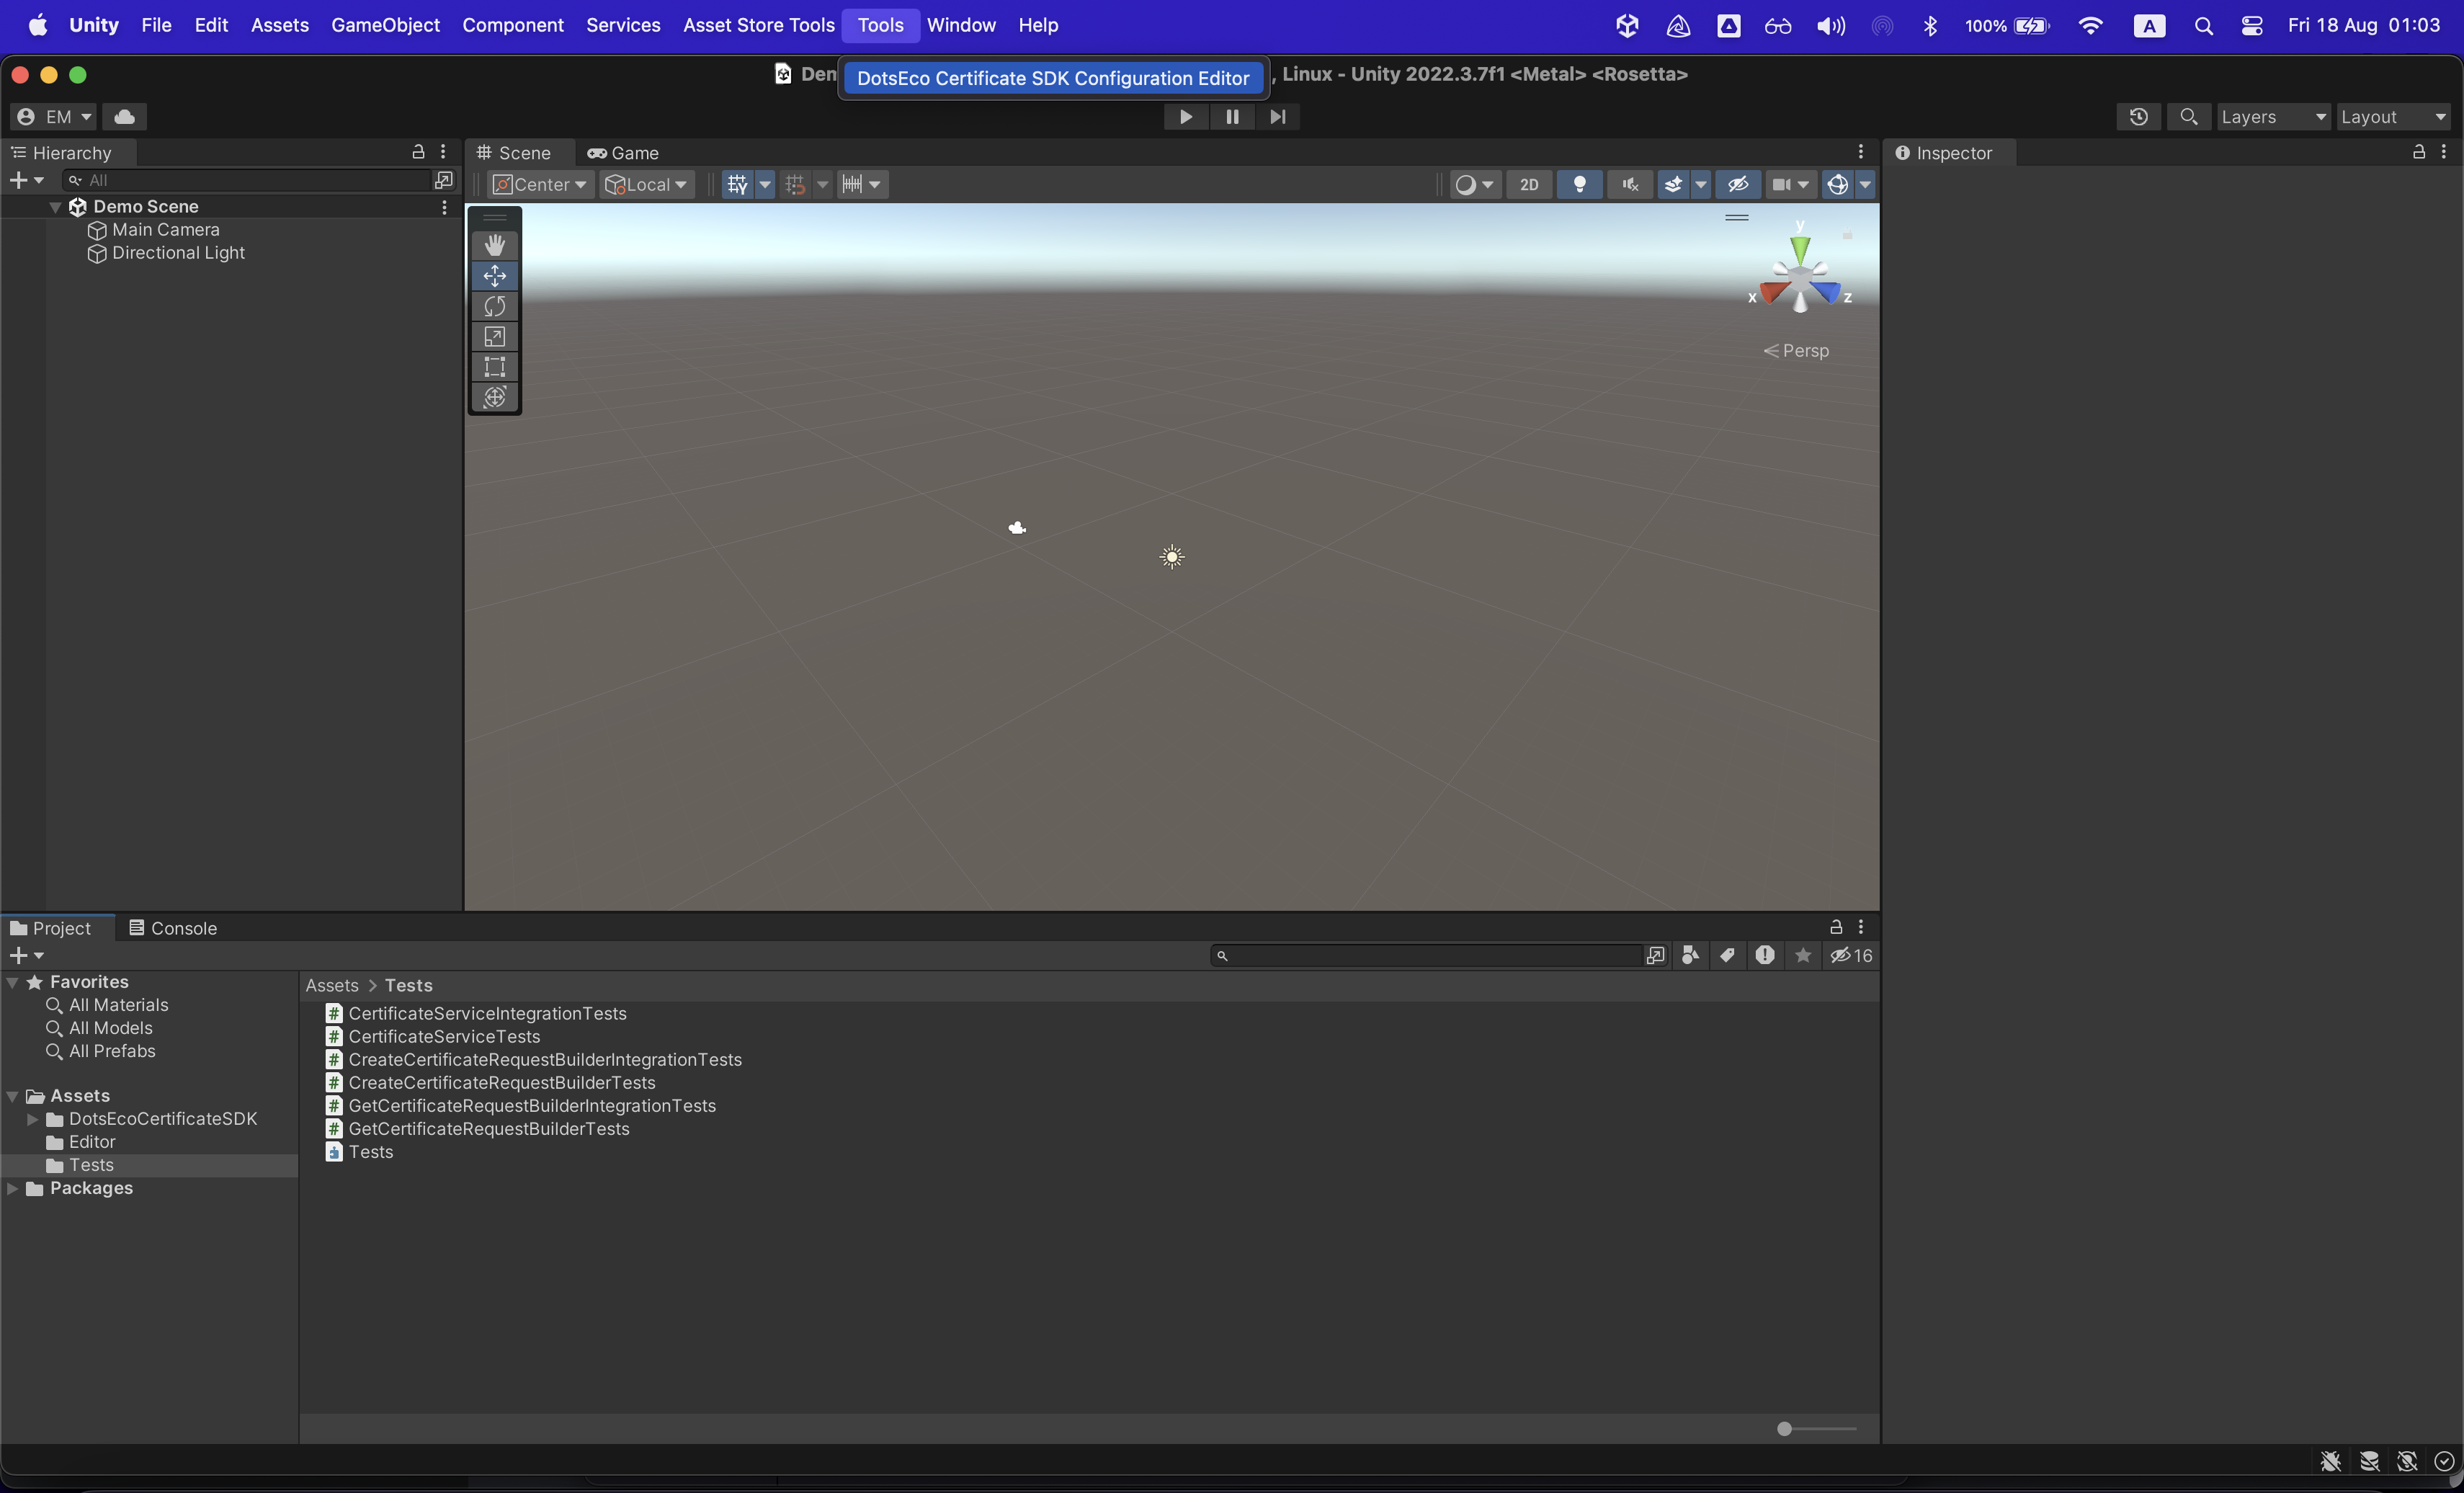 Unity File Edit Assets GameObject Component Services Asset Store Tools Tools Window Help 100% A Fri 18 Aug 01:03
Den DotsEco Certificate SDK Configuration Editor , Linux - Unity 2022.3.7f1 <Metal> <Rosetta>
EM Layers Layout
Hierarchy Scene Game Inspector
All Center Local 2D
Demo Scene
Main Camera
Directional Light
y
x z
Persp
Project Console
16
Favorites
All Materials
All Models
All Prefabs
Assets
DotsEcoCertificateSDK
Editor
Tests
Packages
Assets > Tests
# CertificateServiceIntegrationTests
# CertificateServiceTests
# CreateCertificateRequestBuilderIntegrationTests
# CreateCertificateRequestBuilderTests
# GetCertificateRequestBuilderIntegrationTests
# GetCertificateRequestBuilderTests
Tests